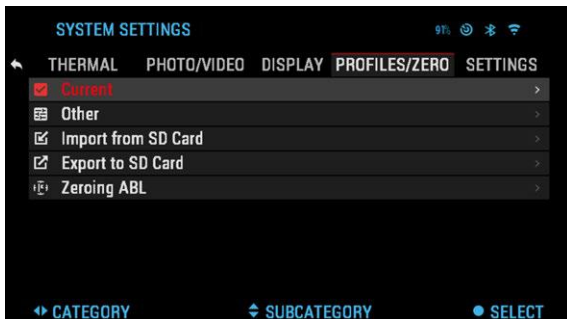 SYSTEM SETTINGS 91%
THERMAL PHOTO/VIDEO DISPLAY PROFILES/ZERO SETTINGS
Current
Other
Import from SD Card
Export to SD Card
Zeroing ABL
CATEGORY SUBCATEGORY SELECT